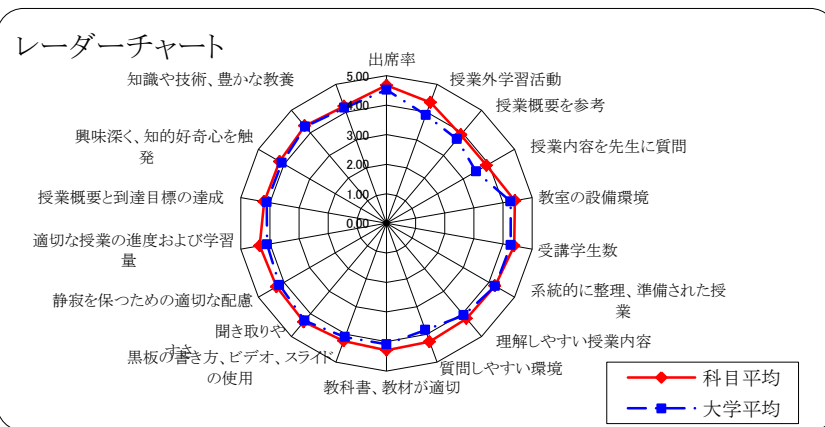 レーダーチャート
出席率
授業外学習活動
授業概要を参考
授業内容を先生に質問
教室の設備環境
受講学生数
系統的に整理、準備された授
業
理解しやすい授業内容
質問しやすい環境
教科書、教材が適切
黒板の書き方、ビデオ、スライド
の使用
聞き取りや
すさ
静寂を保つための適切な配慮
適切な授業の進度および学習
量
授業概要と到達目標の達成
興味深く、知的好奇心を触
発
知識や技術、豊かな教養
5.00
4.00
3.00
2.00
1.00
0.00
科目平均
大学平均